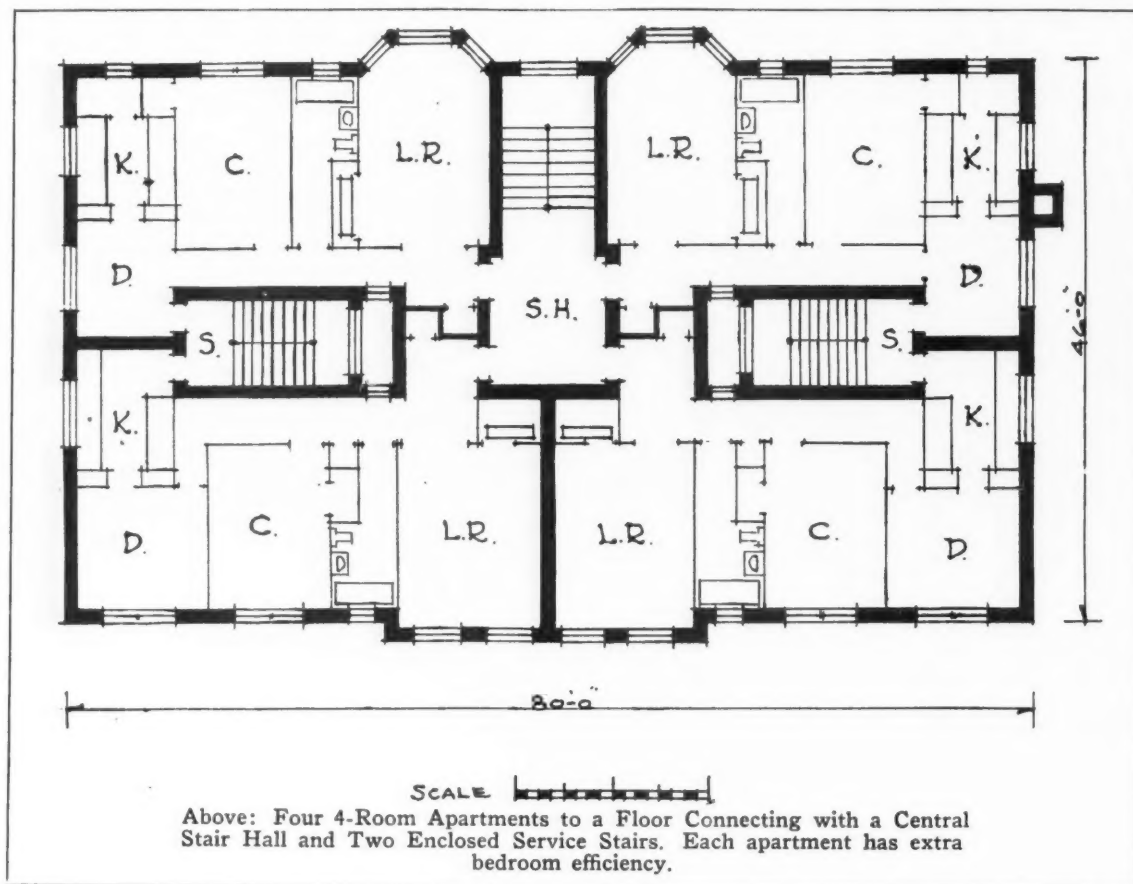 K. C. L.R. L.R. C. K.
D. D.
S. S.H. S.
46'-0"
K. K.
D. C. L.R. L.R. C. D.
80'-0"
SCALE
Above: Four 4-Room Apartments to a Floor Connecting with a Central
Stair Hall and Two Enclosed Service Stairs. Each apartment has extra
bedroom efficiency.